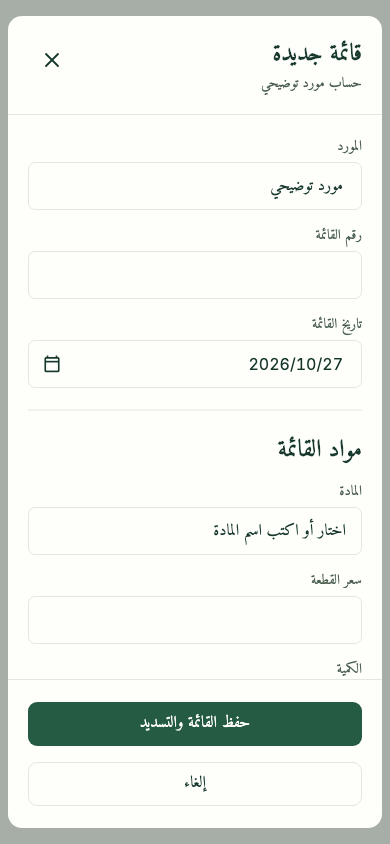 قائمة جديدة
حساب مورد توضيحي
المورد
مورد توضيحي
رقم القائمة
تاريخ القائمة
2026/10/27
مواد القائمة
المادة
اختار أو اكتب اسم المادة
سعر القطعة
الكمية
حفظ القائمة والتسديد
إلغاء